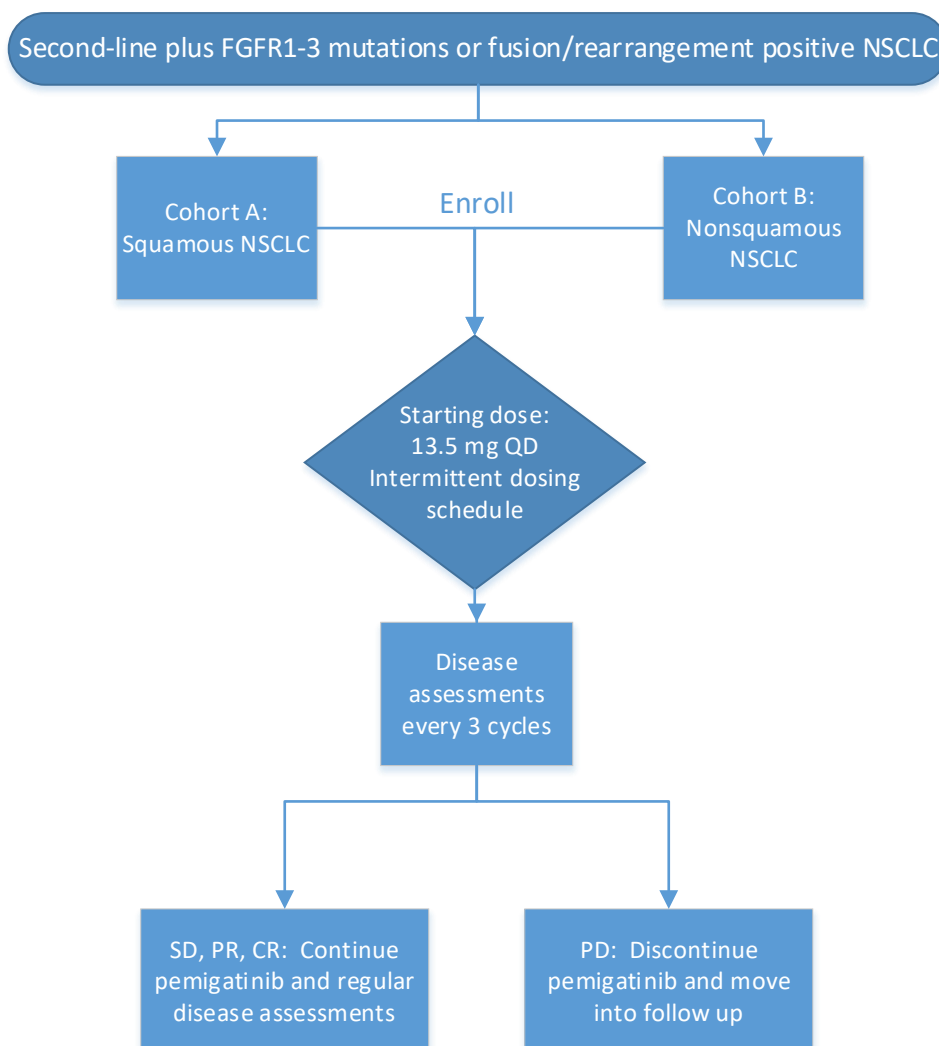 Second-line plus FGFR1-3 mutations or fusion/rearrangement positive NSCLC
Cohort A:
Squamous NSCLC
Enroll
Cohort B:
Nonsquamous
NSCLC
Starting dose:
13.5 mg QD
Intermittent dosing
schedule
Disease
assessments
every 3 cycles
SD, PR, CR:  Continue
pemigatinib and regular
disease assessments
PD:  Discontinue
pemigatinib and move
into follow up